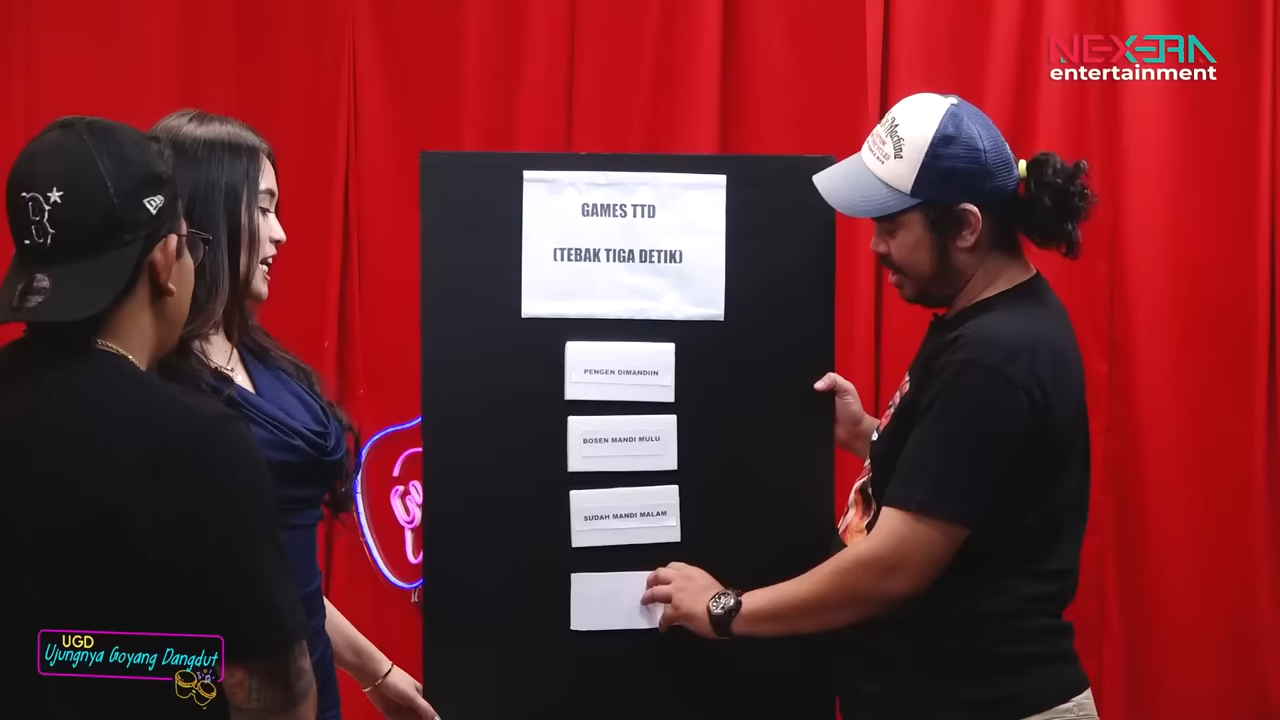 NEXERA
entertainment
GAMES TTD
(TEBAK TIGA DETIK)
PENGEN DIMANDIIN
BOSEN MANDI MULU
SUDAH MANDI MALAM
B
Machina
UGD
Ujungnya Goyang Dangdut